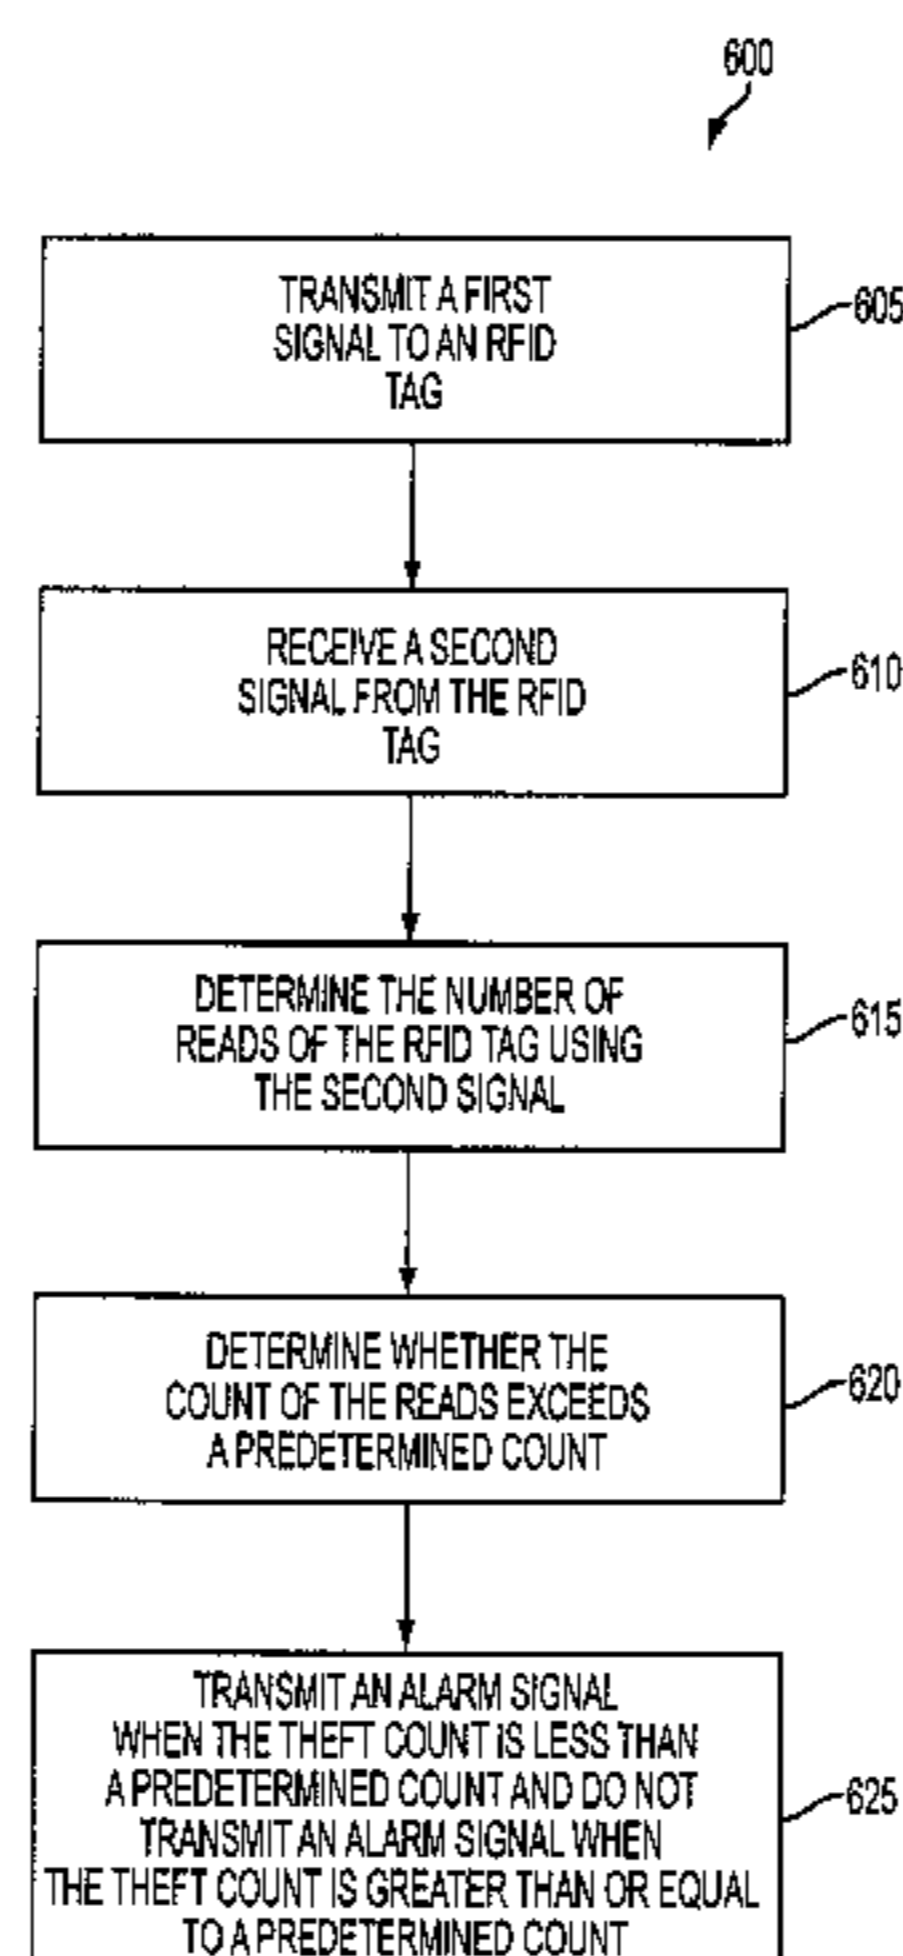 600
TRANSMIT A FIRST
SIGNAL TO AN RFID
TAG
605
RECEIVE A SECOND
SIGNAL FROM THE RFID
TAG
610
DETERMINE THE NUMBER OF
READS OF THE RFID TAG USING
THE SECOND SIGNAL
615
DETERMINE WHETHER THE
COUNT OF THE READS EXCEEDS
A PREDETERMINED COUNT
620
TRANSMIT AN ALARM SIGNAL
WHEN THE THEFT COUNT IS LESS THAN
A PREDETERMINED COUNT AND DO NOT
TRANSMIT AN ALARM SIGNAL WHEN
THE THEFT COUNT IS GREATER THAN OR EQUAL
TO A PREDETERMINED COUNT
625